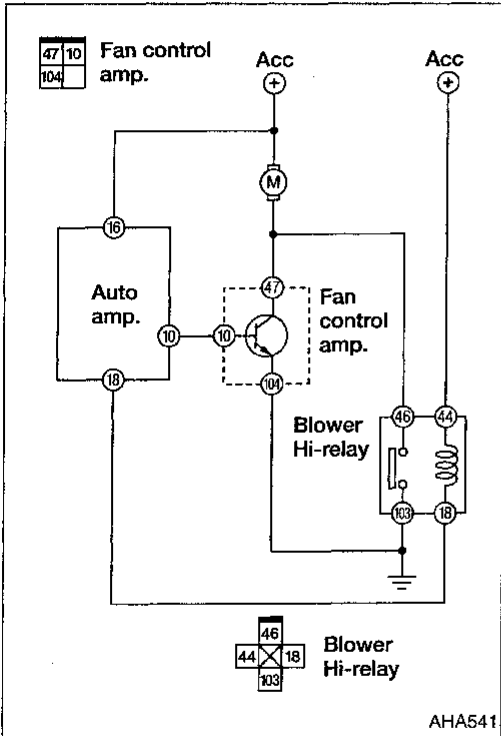 47 10
104
Fan control
amp.
Acc
+
Acc
+
M
16
Auto
amp.
10
18
10
47
104
Fan
control
amp.
Blower
Hi-relay
46
44
103
18
46
44 18
103
Blower
Hi-relay
AHA541